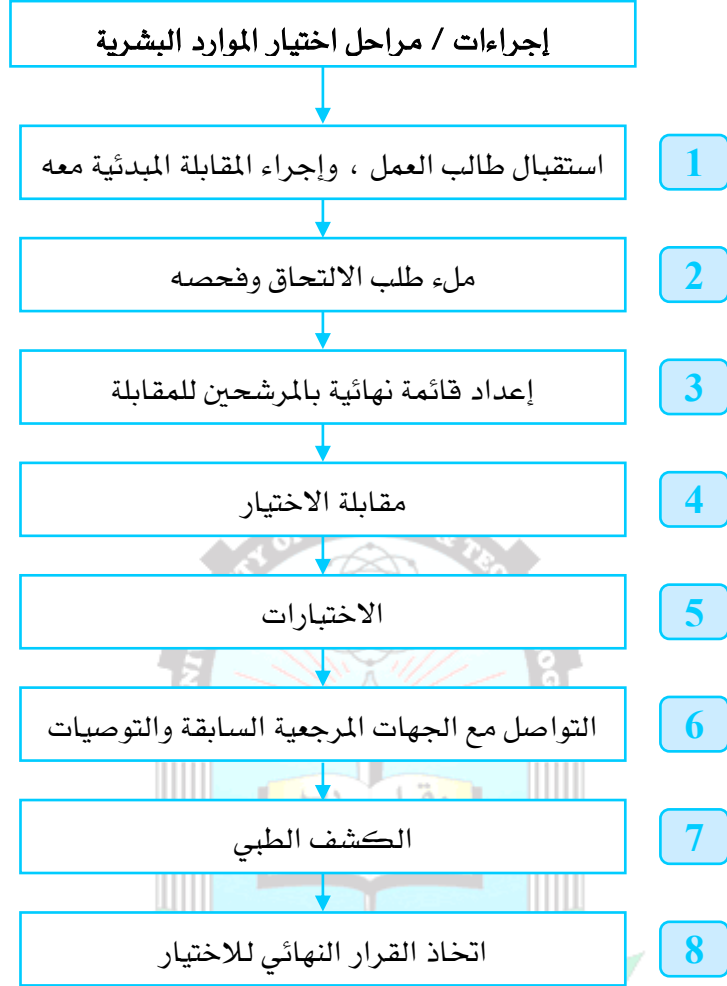 إجراءات / مراحل اختيار الموارد البشرية
استقبال طالب العمل ، وإجراء المقابلة المبدئية معه
1
ملء طلب الالتحاق وفحصه
2
إعداد قائمة نهائية بالمرشحين للمقابلة
3
مقابلة الاختيار
4
الاختبارات
5
التواصل مع الجهات المرجعية السابقة والتوصيات
6
الكشف الطبي
7
اتخاذ القرار النهائي للاختيار
8